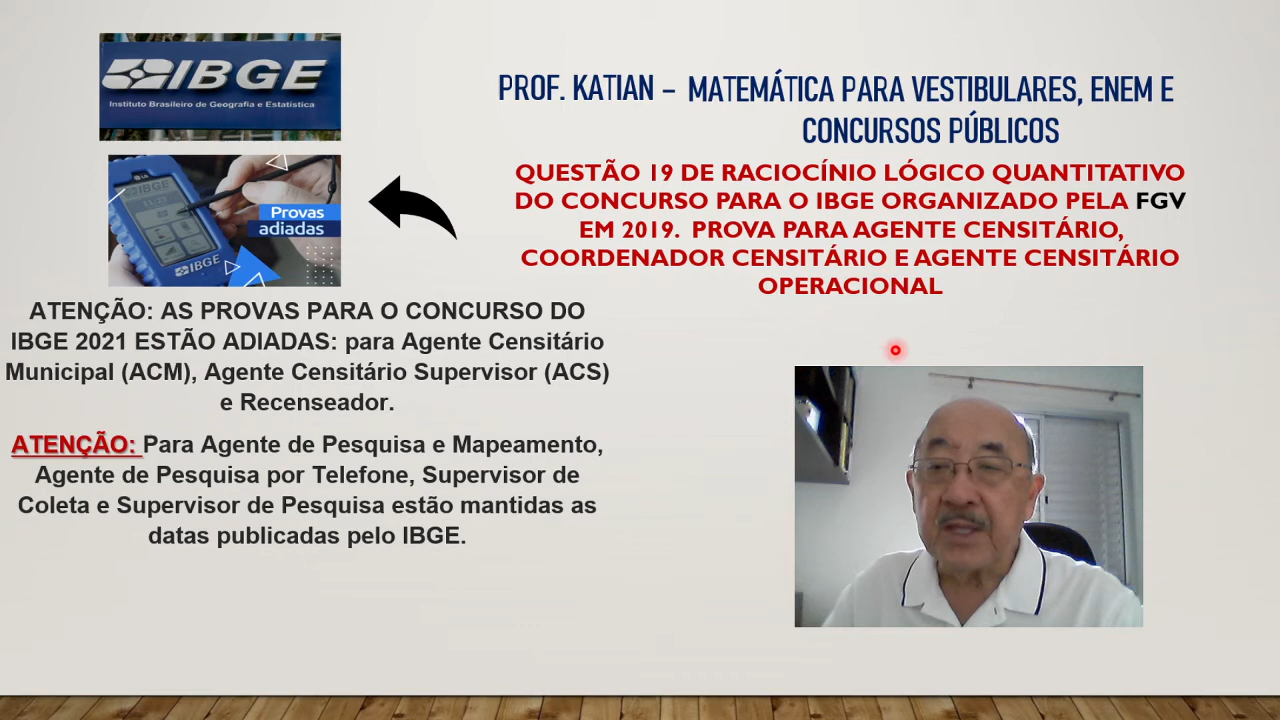 IBGE
Instituto Brasileiro de Geografia e Estatística
LG
IBGE
11:23
Provas
adiadas
IBGE
PROF. KATIAN – MATEMÁTICA PARA VESTIBULARES, ENEM E
CONCURSOS PÚBLICOS
QUESTÃO 19 DE RACIOCÍNIO LÓGICO QUANTITATIVO
DO CONCURSO PARA O IBGE ORGANIZADO PELA FGV
EM 2019. PROVA PARA AGENTE CENSITÁRIO,
COORDENADOR CENSITÁRIO E AGENTE CENSITÁRIO
OPERACIONAL
ATENÇÃO: AS PROVAS PARA O CONCURSO DO
IBGE 2021 ESTÃO ADIADAS: para Agente Censitário
Municipal (ACM), Agente Censitário Supervisor (ACS)
e Recenseador.
ATENÇÃO: Para Agente de Pesquisa e Mapeamento,
Agente de Pesquisa por Telefone, Supervisor de
Coleta e Supervisor de Pesquisa estão mantidas as
datas publicadas pelo IBGE.